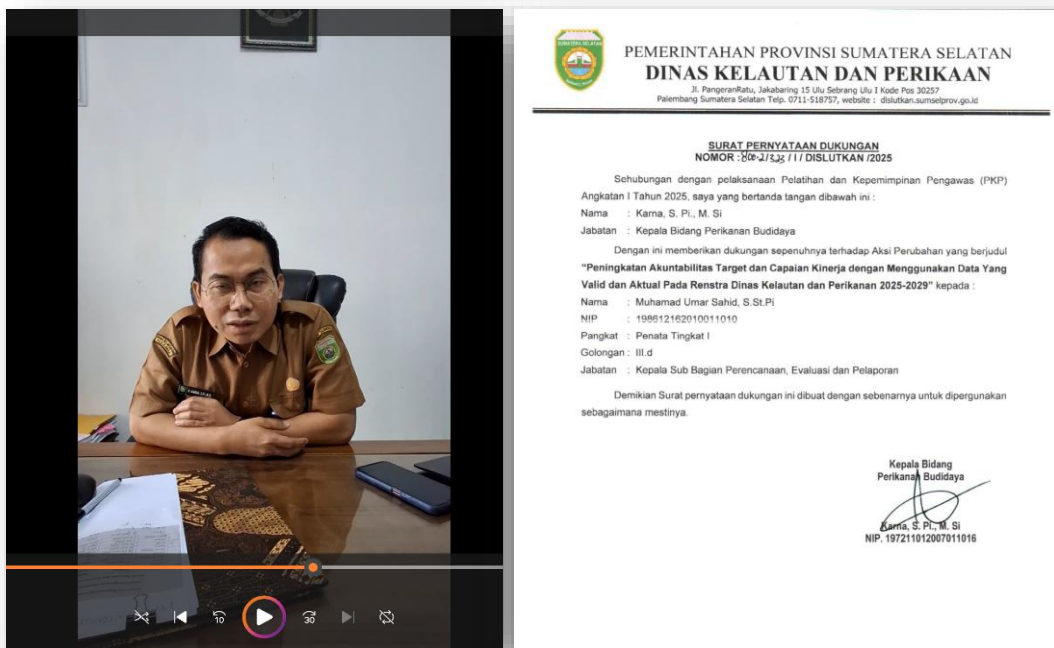 10
30
SUMATERA SELATAN
PEMERINTAHAN PROVINSI SUMATERA SELATAN
DINAS KELAUTAN DAN PERIKAAN
Jl. PangeranRatu, Jakabaring 15 Ulu Sebrang Ulu I Kode Pos 30257
Palembang Sumatera Selatan Telp. 0711-518757, website : dislutkan.sumselprov.go.id
SURAT PERNYATAAN DUKUNGAN
NOMOR : / I / DISLUTKAN /2025
Sehubungan dengan pelaksanaan Pelatihan dan Kepemimpinan Pengawas (PKP)
Angkatan I Tahun 2025, saya yang bertanda tangan dibawah ini :
Nama : Karna, S. Pi., M. Si
Jabatan : Kepala Bidang Perikanan Budidaya
Dengan ini memberikan dukungan sepenuhnya terhadap Aksi Perubahan yang berjudul
“Peningkatan Akuntabilitas Target dan Capaian Kinerja dengan Menggunakan Data Yang
Valid dan Aktual Pada Renstra Dinas Kelautan dan Perikanan 2025-2029” kepada :
Nama : Muhamad Umar Sahid, S.St.Pi
NIP : 198612162010011010
Pangkat : Penata Tingkat I
Golongan : III.d
Jabatan : Kepala Sub Bagian Perencanaan, Evaluasi dan Pelaporan
Demikian Surat pernyataan dukungan ini dibuat dengan sebenarnya untuk dipergunakan
sebagaimana mestinya.
Kepala Bidang
Perikanan Budidaya
Karna, S. Pi., M. Si
NIP. 197211012007011016